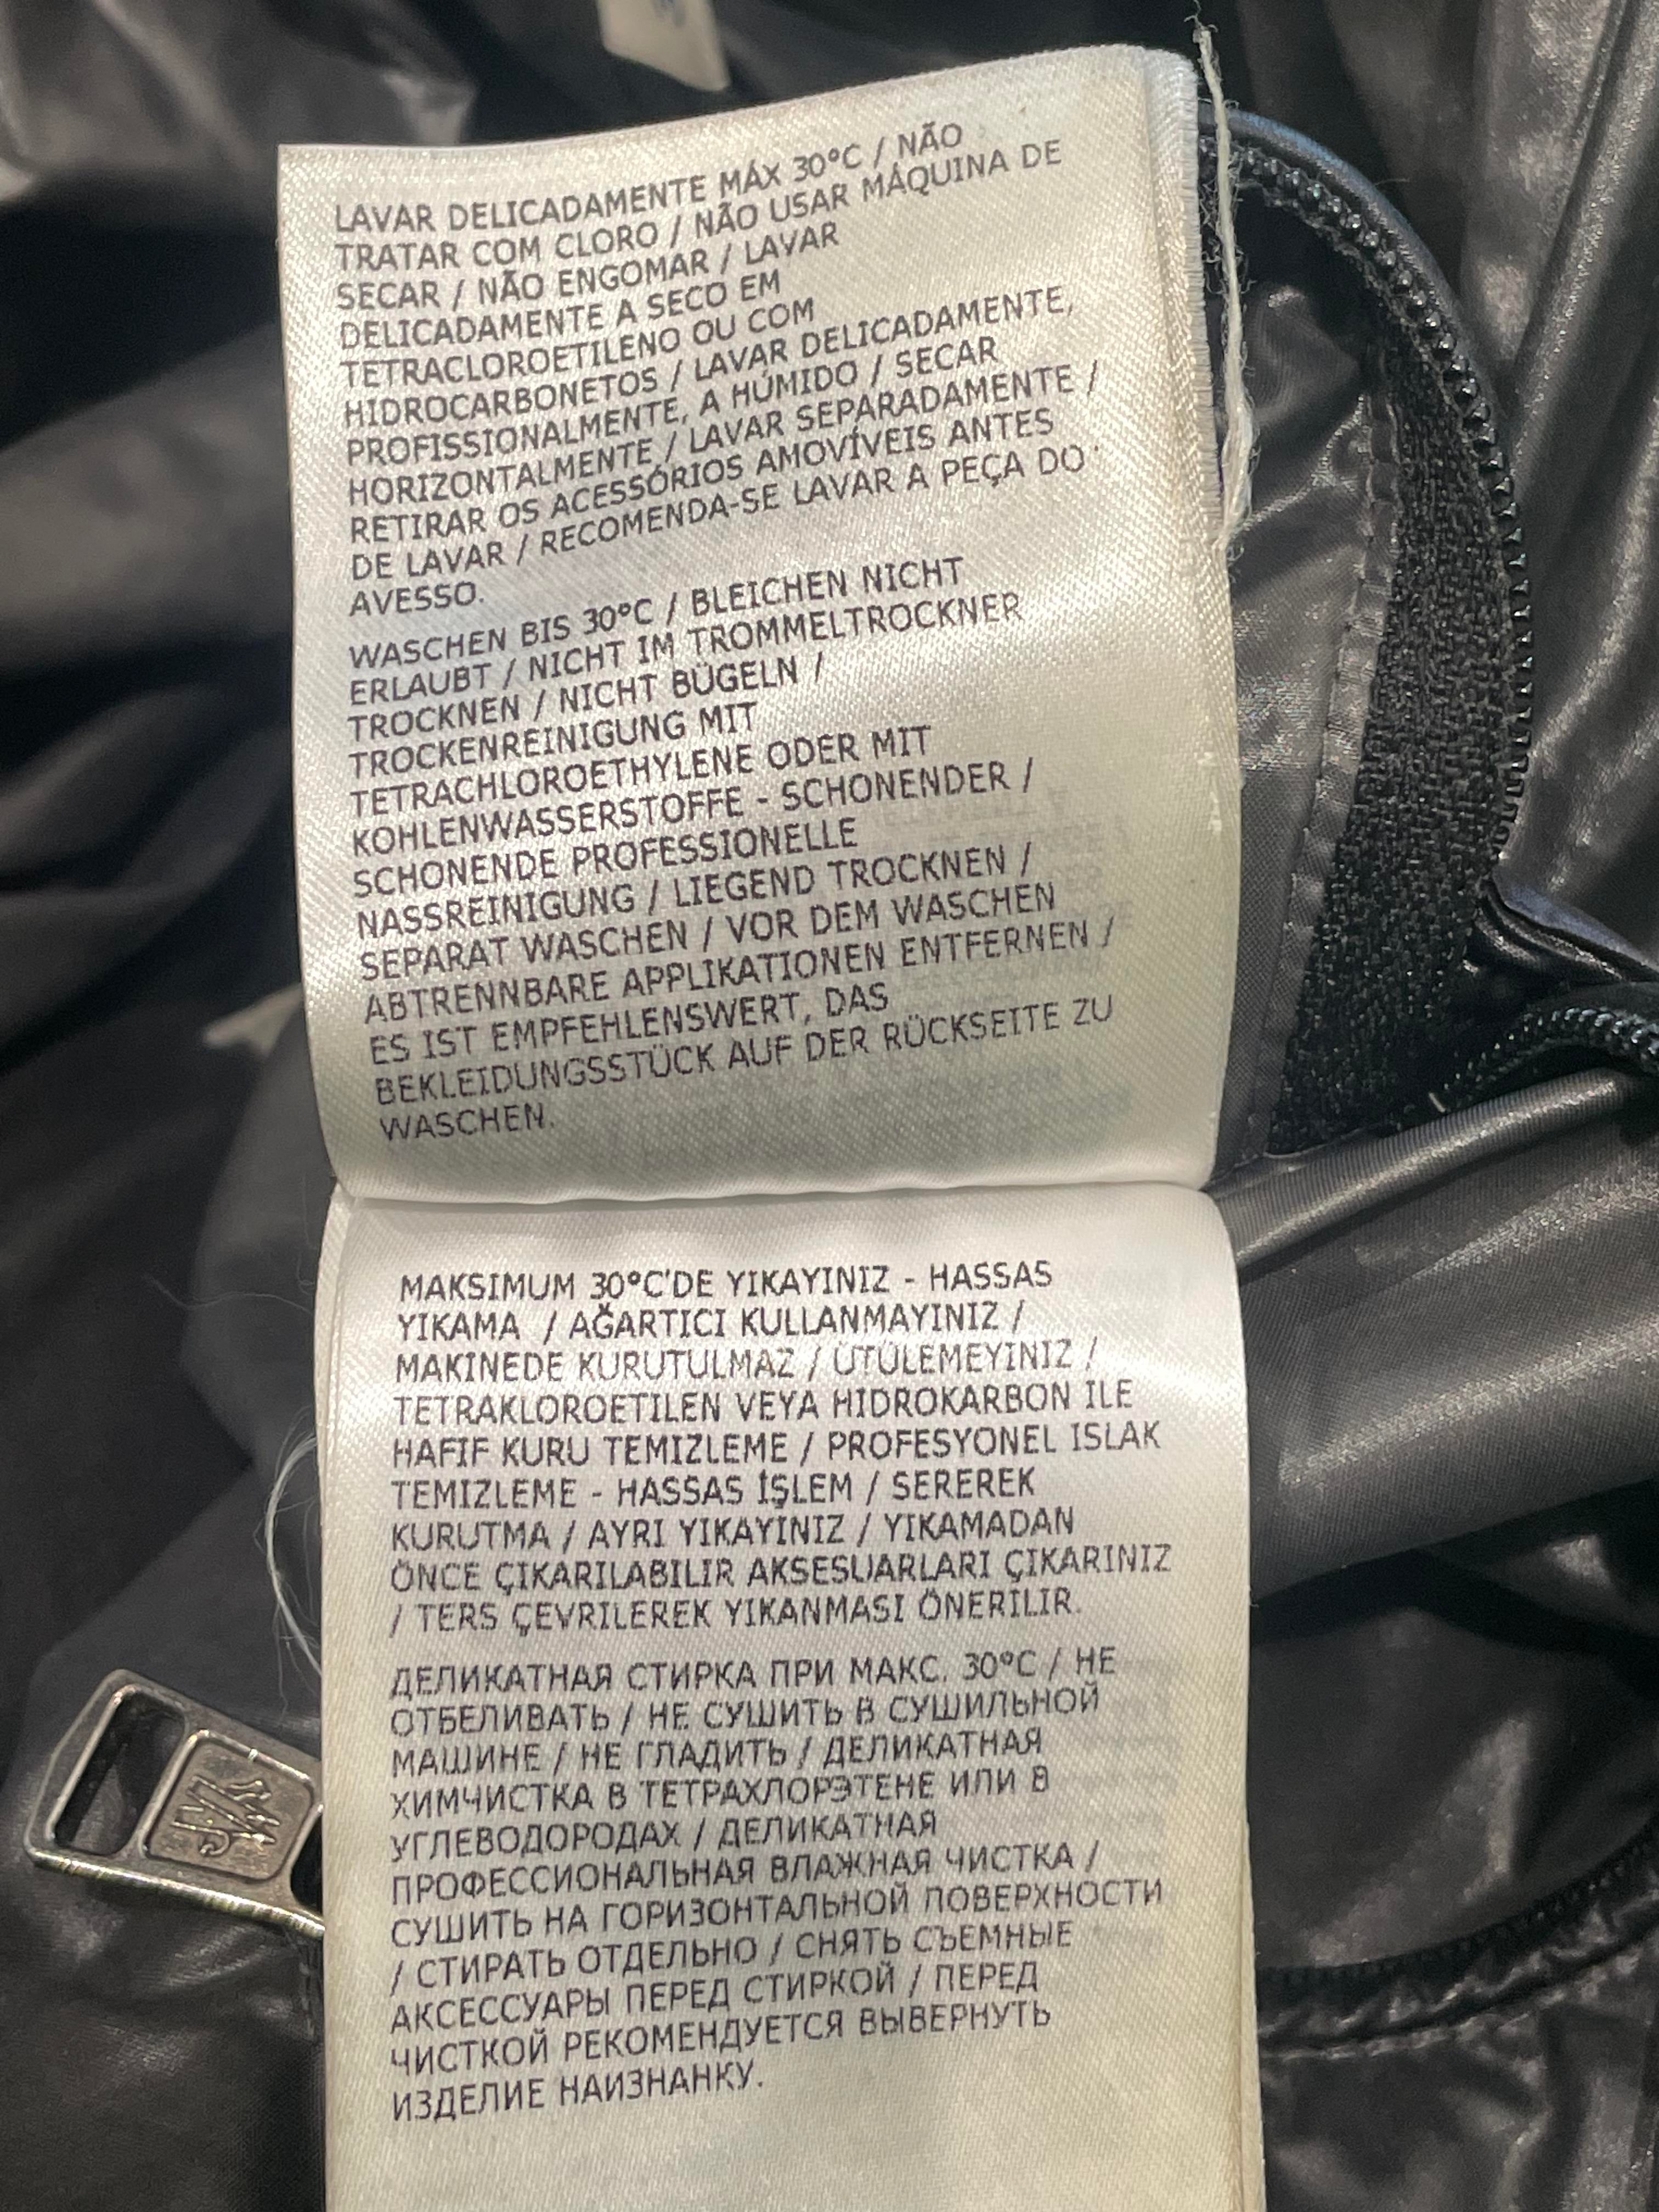 LAVAR DELICADAMENTE MÁX 30°C / NÃO
TRATAR COM CLORO / NÃO USAR MÁQUINA DE
SECAR / NÃO ENGOMAR / LAVAR
DELICADAMENTE A SECO EM
TETRACLOROETILENO OU COM
HIDROCARBONETOS / LAVAR DELICADAMENTE,
PROFISSIONALMENTE, A HÚMIDO / SECAR
HORIZONTALMENTE / LAVAR SEPARADAMENTE /
RETIRAR OS ACESSÓRIOS AMOVÍVEIS ANTES
DE LAVAR / RECOMENDA-SE LAVAR A PEÇA DO
AVESSO.
WASCHEN BIS 30°C / BLEICHEN NICHT
ERLAUBT / NICHT IM TROMMELTROCKNER
TROCKNEN / NICHT BÜGELN /
TROCKENREINIGUNG MIT
TETRACHLOROETHYLENE ODER MIT
KOHLENWASSERSTOFFE - SCHONENDER /
SCHONENDE PROFESSIONELLE
NASSREINIGUNG / LIEGEND TROCKNEN /
SEPARAT WASCHEN / VOR DEM WASCHEN
ABTRENNBARE APPLIKATIONEN ENTFERNEN /
ES IST EMPFEHLENSWERT, DAS
BEKLEIDUNGSSTÜCK AUF DER RÜCKSEITE ZU
WASCHEN.
MAKSIMUM 30°C'DE YIKAYINIZ - HASSAS
YIKAMA / AĞARTICI KULLANMAYINIZ /
MAKINEDE KURUTULMAZ / ÜTÜLEMEYINIZ /
TETRAKLOROETILEN VEYA HIDROKARBON ILE
HAFIF KURU TEMIZLEME / PROFESYONEL ISLAK
TEMIZLEME - HASSAS İŞLEM / SEREREK
KURUTMA / AYRI YIKAYINIZ / YIKAMADAN
ÖNCE ÇIKARILABILIR AKSESUARLARI ÇIKARINIZ
/ TERS ÇEVRILEREK YIKANMASI ÖNERILIR.
ДЕЛИКАТНАЯ СТИРКА ПРИ МАКС. 30°C / НЕ
ОТБЕЛИВАТЬ / НЕ СУШИТЬ В СУШИЛЬНОЙ
МАШИНЕ / НЕ ГЛАДИТЬ / ДЕЛИКАТНАЯ
ХИМЧИСТКА В ТЕТРАХЛОРЭТЕНЕ ИЛИ В
УГЛЕВОДОРОДАХ / ДЕЛИКАТНАЯ
ПРОФЕССИОНАЛЬНАЯ ВЛАЖНАЯ ЧИСТКА /
СУШИТЬ НА ГОРИЗОНТАЛЬНОЙ ПОВЕРХНОСТИ
/ СТИРАТЬ ОТДЕЛЬНО / СНЯТЬ СЪЕМНЫЕ
АКСЕССУАРЫ ПЕРЕД СТИРКОЙ / ПЕРЕД
ЧИСТКОЙ РЕКОМЕНДУЕТСЯ ВЫВЕРНУТЬ
ИЗДЕЛИЕ НАИЗНАНКУ.